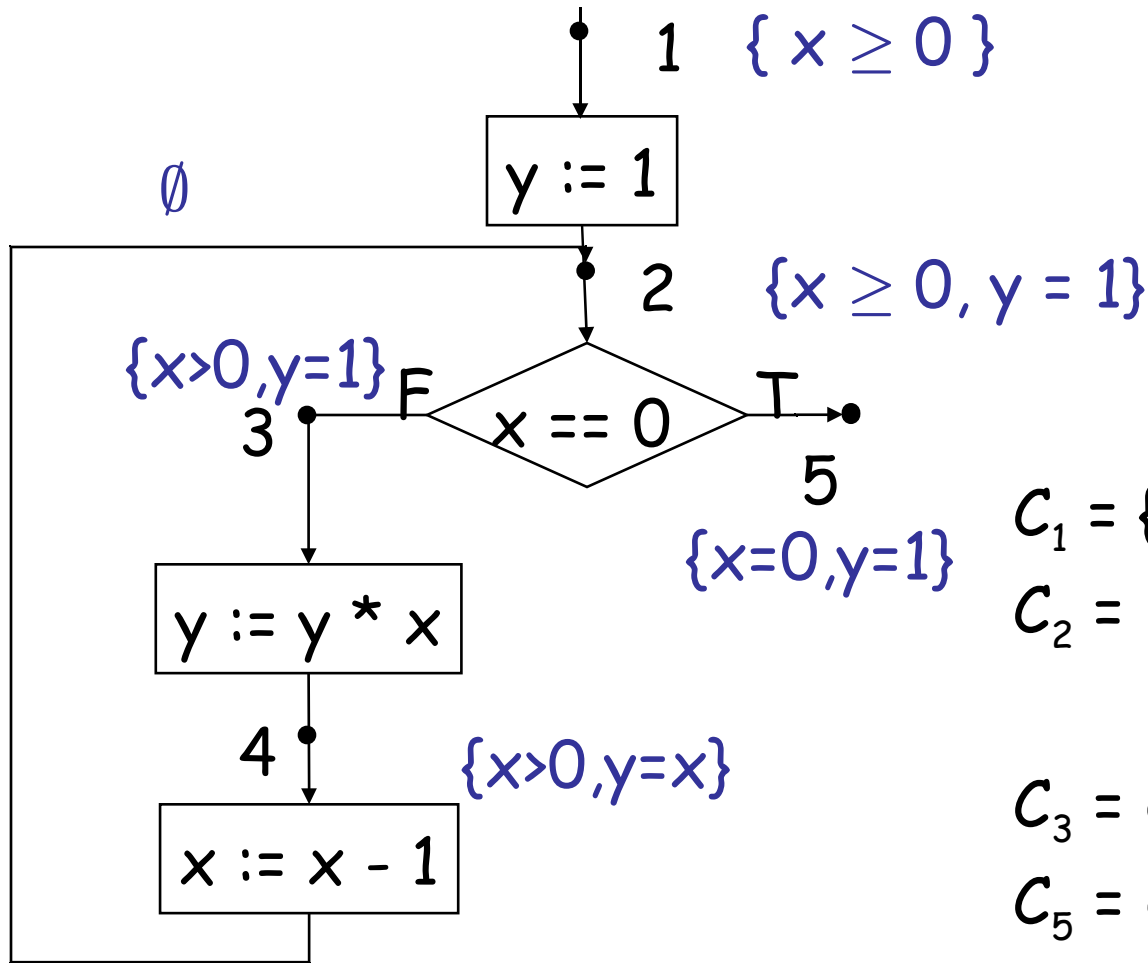 1 { x ≥ 0 }
y := 1
∅
2 {x ≥ 0, y = 1}
{x>0,y=1}
F
T
3
x == 0
5
C₁ = {
{x=0,y=1}
y := y * x
C₂ =
4
{x>0,y=x}
C₃ =
x := x - 1
C₅ =